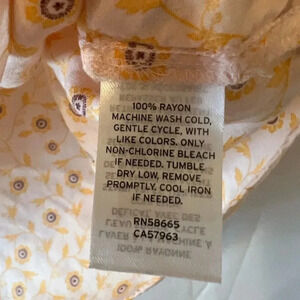 100% RAYON
MACHINE WASH COLD,
GENTLE CYCLE, WITH
LIKE COLORS. ONLY
NON-CHLORINE BLEACH
IF NEEDED. TUMBLE
DRY LOW, REMOVE
PROMPTLY, COOL IRON
IF NEEDED.
RN58665
CA57963